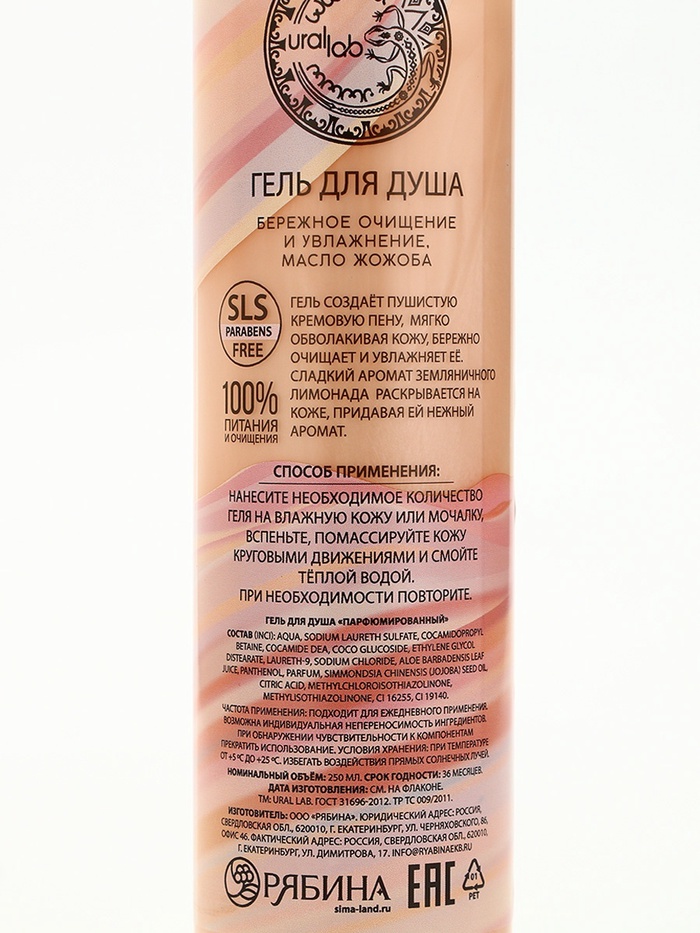 ural lab
ГЕЛЬ ДЛЯ ДУША
БЕРЕЖНОЕ ОЧИЩЕНИЕ
И УВЛАЖНЕНИЕ,
МАСЛО ЖОЖОБА
SLS
PARABENS
FREE
100%
ПИТАНИЯ
И ОЧИЩЕНИЯ
ГЕЛЬ СОЗДАЁТ ПУШИСТУЮ
КРЕМОВУЮ ПЕНУ, МЯГКО
ОБВОЛАКИВАЯ КОЖУ, БЕРЕЖНО
ОЧИЩАЕТ И УВЛАЖНЯЕТ ЕЁ.
СЛАДКИЙ АРОМАТ ЗЕМЛЯНИЧНОГО
ЛИМОНАДА РАСКРЫВАЕТСЯ НА
КОЖЕ, ПРИДАВАЯ ЕЙ НЕЖНЫЙ
АРОМАТ.
СПОСОБ ПРИМЕНЕНИЯ:
НАНЕСИТЕ НЕОБХОДИМОЕ КОЛИЧЕСТВО
ГЕЛЯ НА ВЛАЖНУЮ КОЖУ ИЛИ МОЧАЛКУ,
ВСПЕНЬТЕ, ПОМАССИРУЙТЕ КОЖУ
КРУГОВЫМИ ДВИЖЕНИЯМИ И СМОЙТЕ
ТЁПЛОЙ ВОДОЙ.
ПРИ НЕОБХОДИМОСТИ ПОВТОРИТЕ.
ГЕЛЬ ДЛЯ ДУША «ПАРФЮМИРОВАННЫЙ»
СОСТАВ (INCI): AQUA, SODIUM LAURETH SULFATE, COCAMIDOPROPYL
BETAINE, COCAMIDE DEA, COCO GLUCOSIDE, ETHYLENE GLYCOL
DISTEARATE, LAURETH-9, SODIUM CHLORIDE, ALOE BARBADENSIS LEAF
JUICE, PANTHENOL, PARFUM, SIMMONDSIA CHINENSIS (JOJOBA) SEED OIL,
CITRIC ACID, METHYLCHLOROISOTHIAZOLINONE,
METHYLISOTHIAZOLINONE, CI 16255, CI 19140.
ЧАСТОТА ПРИМЕНЕНИЯ: ПОДХОДИТ ДЛЯ ЕЖЕДНЕВНОГО ПРИМЕНЕНИЯ.
ВОЗМОЖНА ИНДИВИДУАЛЬНАЯ НЕПЕРЕНОСИМОСТЬ ИНГРЕДИЕНТОВ.
ПРИ ОБНАРУЖЕНИИ ЧУВСТВИТЕЛЬНОСТИ К КОМПОНЕНТАМ
ПРЕКРАТИТЬ ИСПОЛЬЗОВАНИЕ. УСЛОВИЯ ХРАНЕНИЯ: ПРИ ТЕМПЕРАТУРЕ
ОТ +5 ºС ДО +25 ºС. ИЗБЕГАТЬ ВОЗДЕЙСТВИЯ ПРЯМЫХ СОЛНЕЧНЫХ ЛУЧЕЙ.
НОМИНАЛЬНЫЙ ОБЪЁМ: 250 МЛ. СРОК ГОДНОСТИ: 36 МЕСЯЦЕВ.
ДАТА ИЗГОТОВЛЕНИЯ: СМ. НА ФЛАКОНЕ.
ТМ: URAL LAB. ГОСТ 31696-2012. ТР ТС 009/2011.
ИЗГОТОВИТЕЛЬ: ООО «РЯБИНА». ЮРИДИЧЕСКИЙ АДРЕС: РОССИЯ,
СВЕРДЛОВСКАЯ ОБЛ., 620010, Г. ЕКАТЕРИНБУРГ, УЛ. ЧЕРНЯХОВСКОГО, 86,
ОФИС 46. ФАКТИЧЕСКИЙ АДРЕС: РОССИЯ, СВЕРДЛОВСКАЯ ОБЛ., 620010,
Г. ЕКАТЕРИНБУРГ, УЛ. ДИМИТРОВА, 17. INFO@RYABINAEKB.RU
РЯБИНА
EAC
01
PET
sima-land.ru